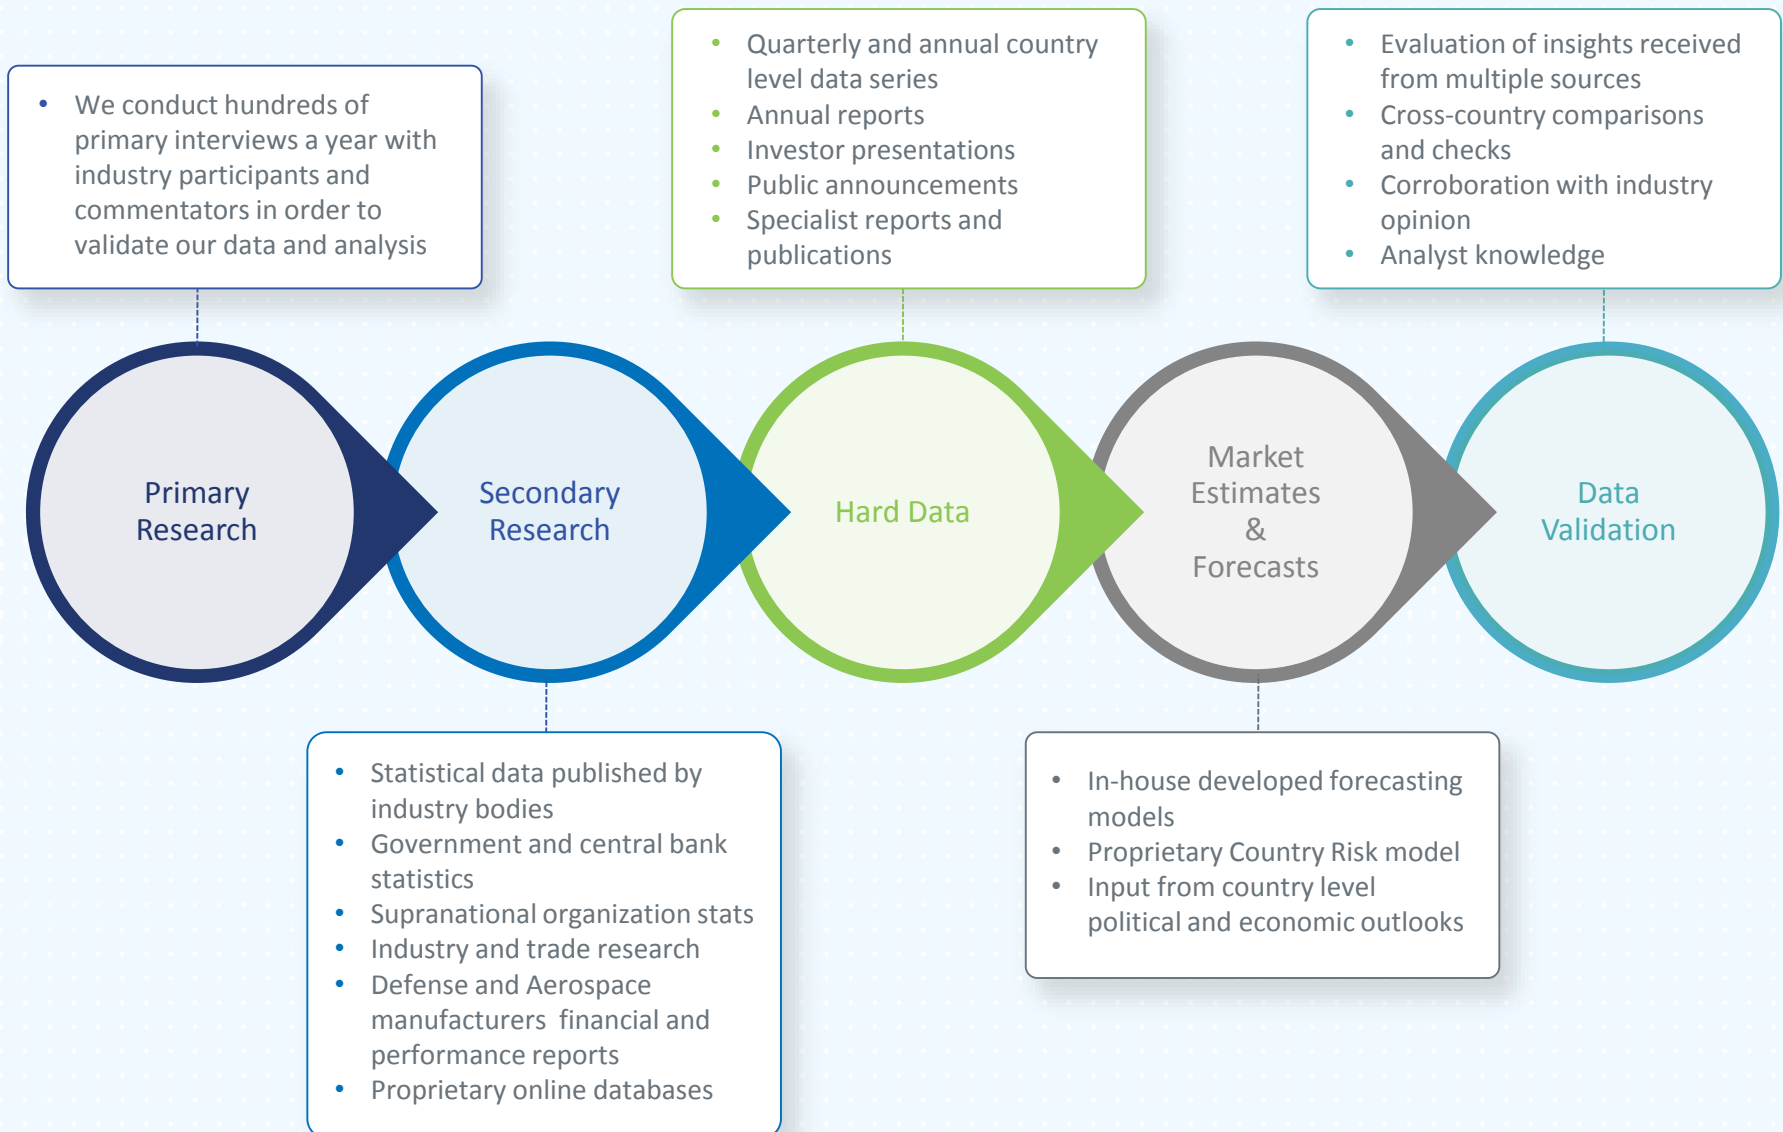 • We conduct hundreds of
primary interviews a year with
industry participants and
commentators in order to
validate our data and analysis
• Quarterly and annual country
level data series
• Annual reports
• Investor presentations
• Public announcements
• Specialist reports and
publications
• Evaluation of insights received
from multiple sources
• Cross-country comparisons
and checks
• Corroboration with industry
opinion
• Analyst knowledge
Primary
Research
Secondary
Research
Hard Data
Market
Estimates
&
Forecasts
Data
Validation
• Statistical data published by
industry bodies
• Government and central bank
statistics
• Supranational organization stats
• Industry and trade research
• Defense and Aerospace
manufacturers  financial and
performance reports
• Proprietary online databases
• In-house developed forecasting
models
• Proprietary Country Risk model
• Input from country level
political and economic outlooks